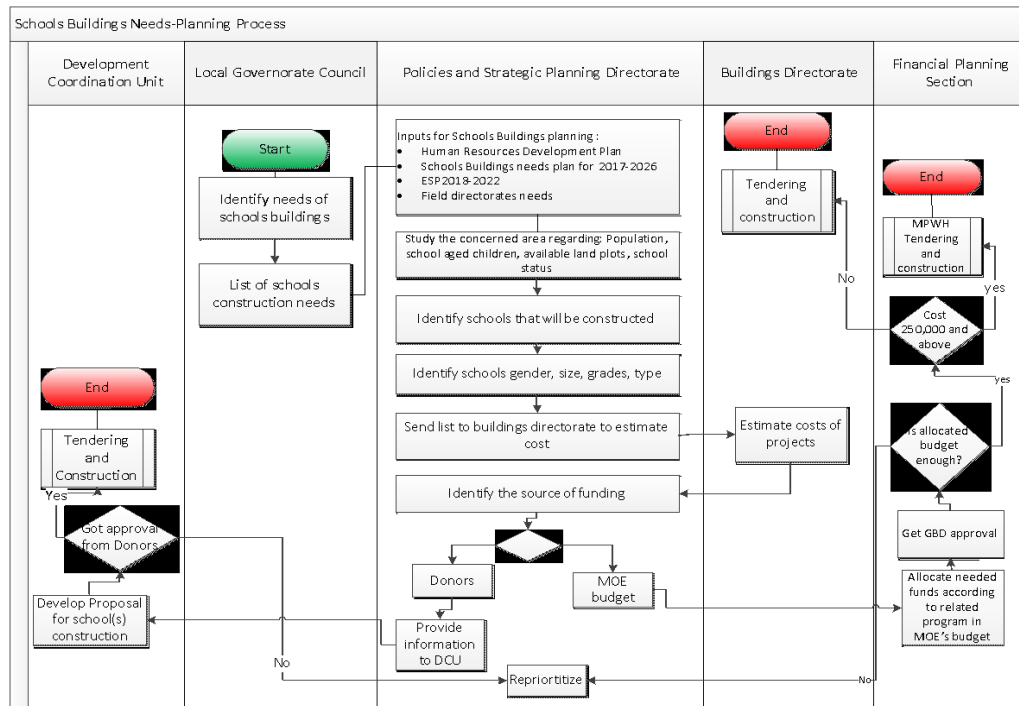 Schools Buildings Needs-Planning Process
Development
Coordination Unit
Local Governorate Council
Policies and Strategic Planning Directorate
Buildings Directorate
Financial Planning
Section
Start
Identify needs of
schools buildings
List of schools
construction needs
Inputs for Schools Buildings planning :
• Human Resources Development Plan
• Schools Buildings needs plan for 2017-2026
• ESP2018-2022
• Field directorates needs
Study the concerned area regarding: Population,
school aged children, available land plots, school
status
Identify schools that will be constructed
Identify schools gender, size, grades, type
Send list to buildings directorate to estimate
cost
Identify the source of funding
Donors
MOE
budget
Provide
information
to DCU
Repriortitize
End
Tendering
and
construction
No
Estimate costs of
projects
End
MPWH
Tendering
and
construction
yes
Cost
250,000 and
above
yes
Is allocated
budget
enough?
Get GBD approval
Allocate needed
funds according
to related
program in
MOE's budget
No
End
Tendering
and
Construction
Yes
Got approval
from Donors
Develop Proposal
for school(s)
construction
No